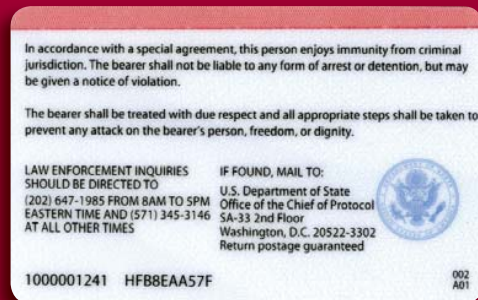 In accordance with a special agreement, this person enjoys immunity from criminal
jurisdiction. The bearer shall not be liable to any form of arrest or detention, but may
be given a notice of violation.
The bearer shall be treated with due respect and all appropriate steps shall be taken to
prevent any attack on the bearer's person, freedom, or dignity.
LAW ENFORCEMENT INQUIRIES
SHOULD BE DIRECTED TO
(202) 647-1985 FROM 8AM TO 5PM
EASTERN TIME AND (571) 345-3146
AT ALL OTHER TIMES
IF FOUND, MAIL TO:
U.S. Department of State
Office of the Chief of Protocol
SA-33 2nd Floor
Washington, D.C. 20522-3302
Return postage guaranteed
1000001241 HFB8EAA57F
002
A01